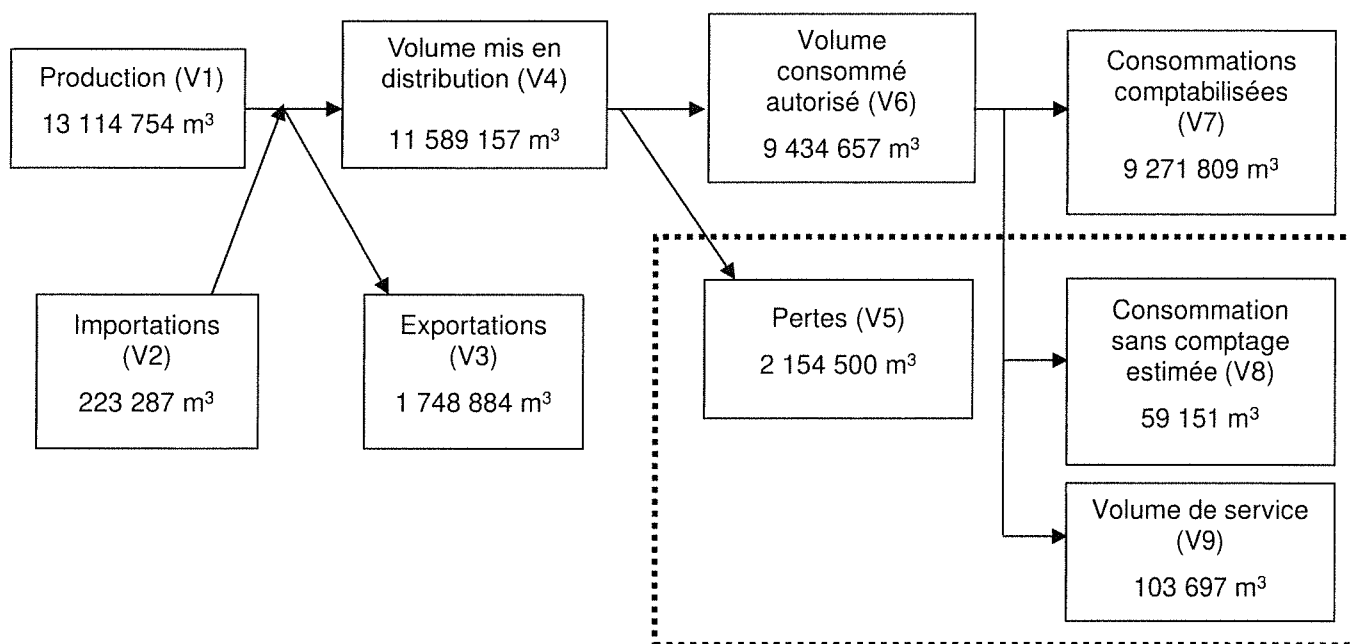 Production (V1)
13 114 754 m³
Volume mis en
distribution (V4)
11 589 157 m³
Volume
consommé
autorisé (V6)
9 434 657 m³
Consommations
comptabilisées
(V7)
9 271 809 m³
Importations
(V2)
223 287 m³
Exportations
(V3)
1 748 884 m³
Pertes (V5)
2 154 500 m³
Consommation
sans comptage
estimée (V8)
59 151 m³
Volume de service
(V9)
103 697 m³